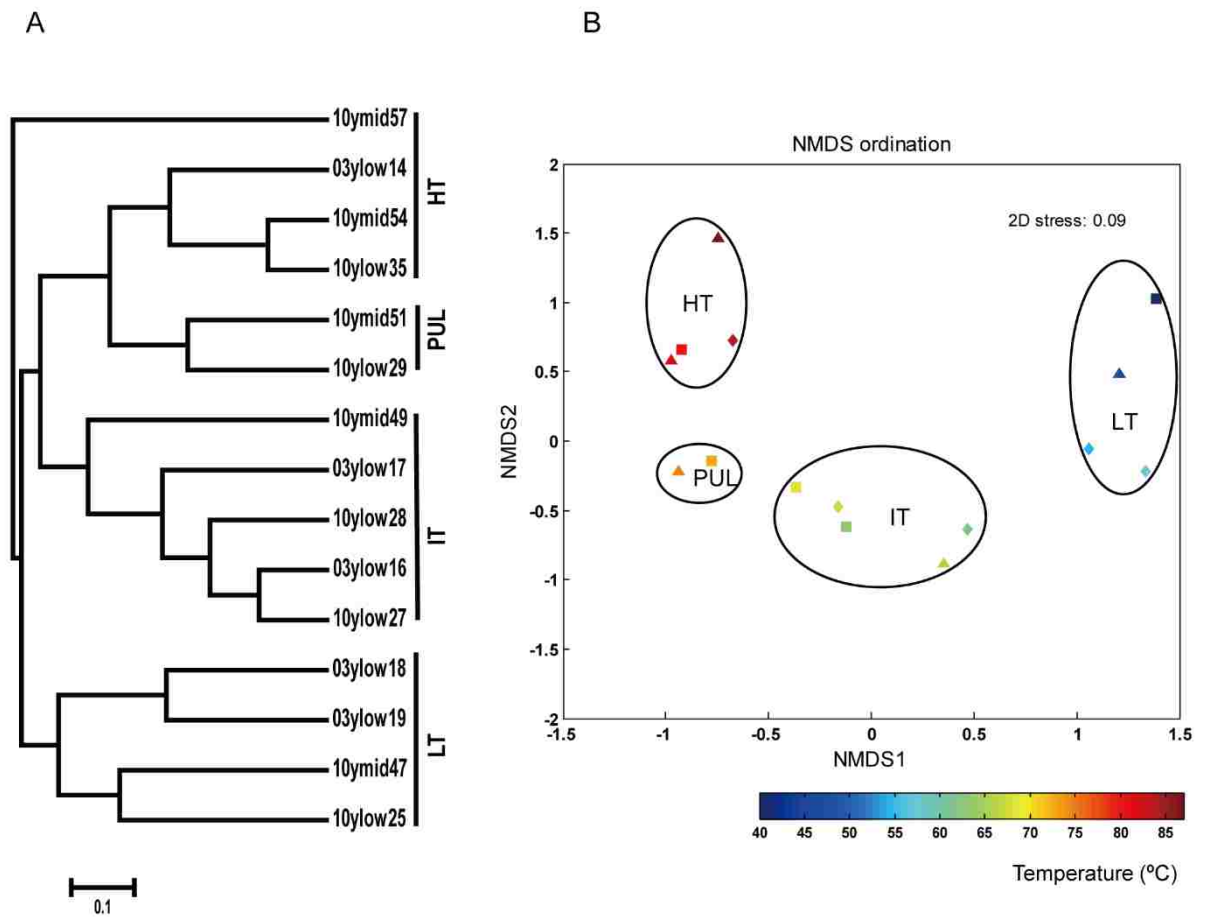 A
B
10ymid57
03ylow14
10ymid54
10ylow35
HT
10ymid51
10ylow29
PUL
10ymid49
03ylow17
10ylow28
03ylow16
10ylow27
IT
03ylow18
03ylow19
10ymid47
10ylow25
LT
0.1
NMDS ordination
2D stress: 0.09
2
1.5
1
0.5
0
-0.5
-1
-1.5
-2
NMDS2
HT
PUL
IT
LT
-1.5 -1 -0.5 0 0.5 1 1.5
NMDS1
40 45 50 55 60 65 70 75 80 85
Temperature (ºC)